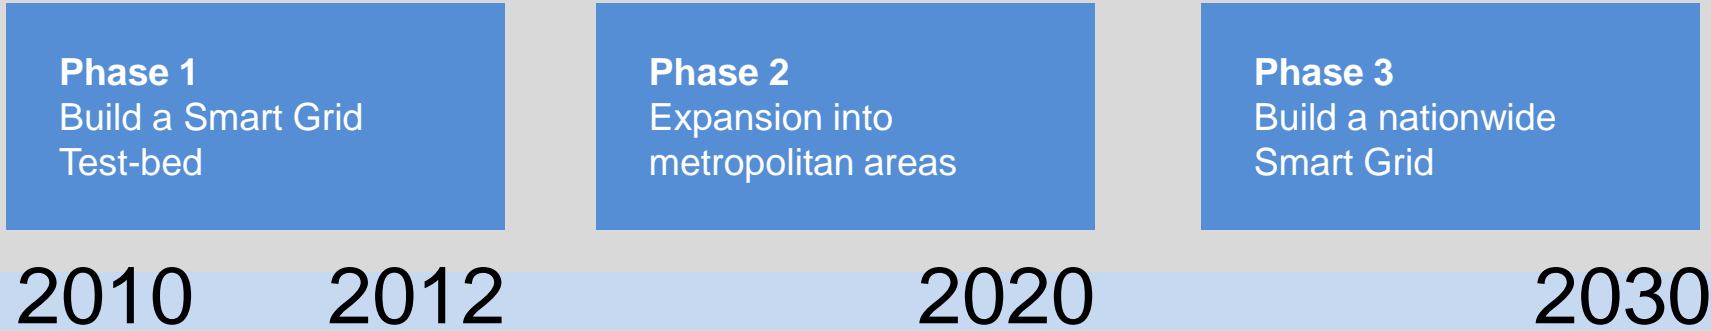 Phase 1
Build a Smart Grid
Test-bed
Phase 2
Expansion into
metropolitan areas
Phase 3
Build a nationwide
Smart Grid
2010 2012 2020 2030